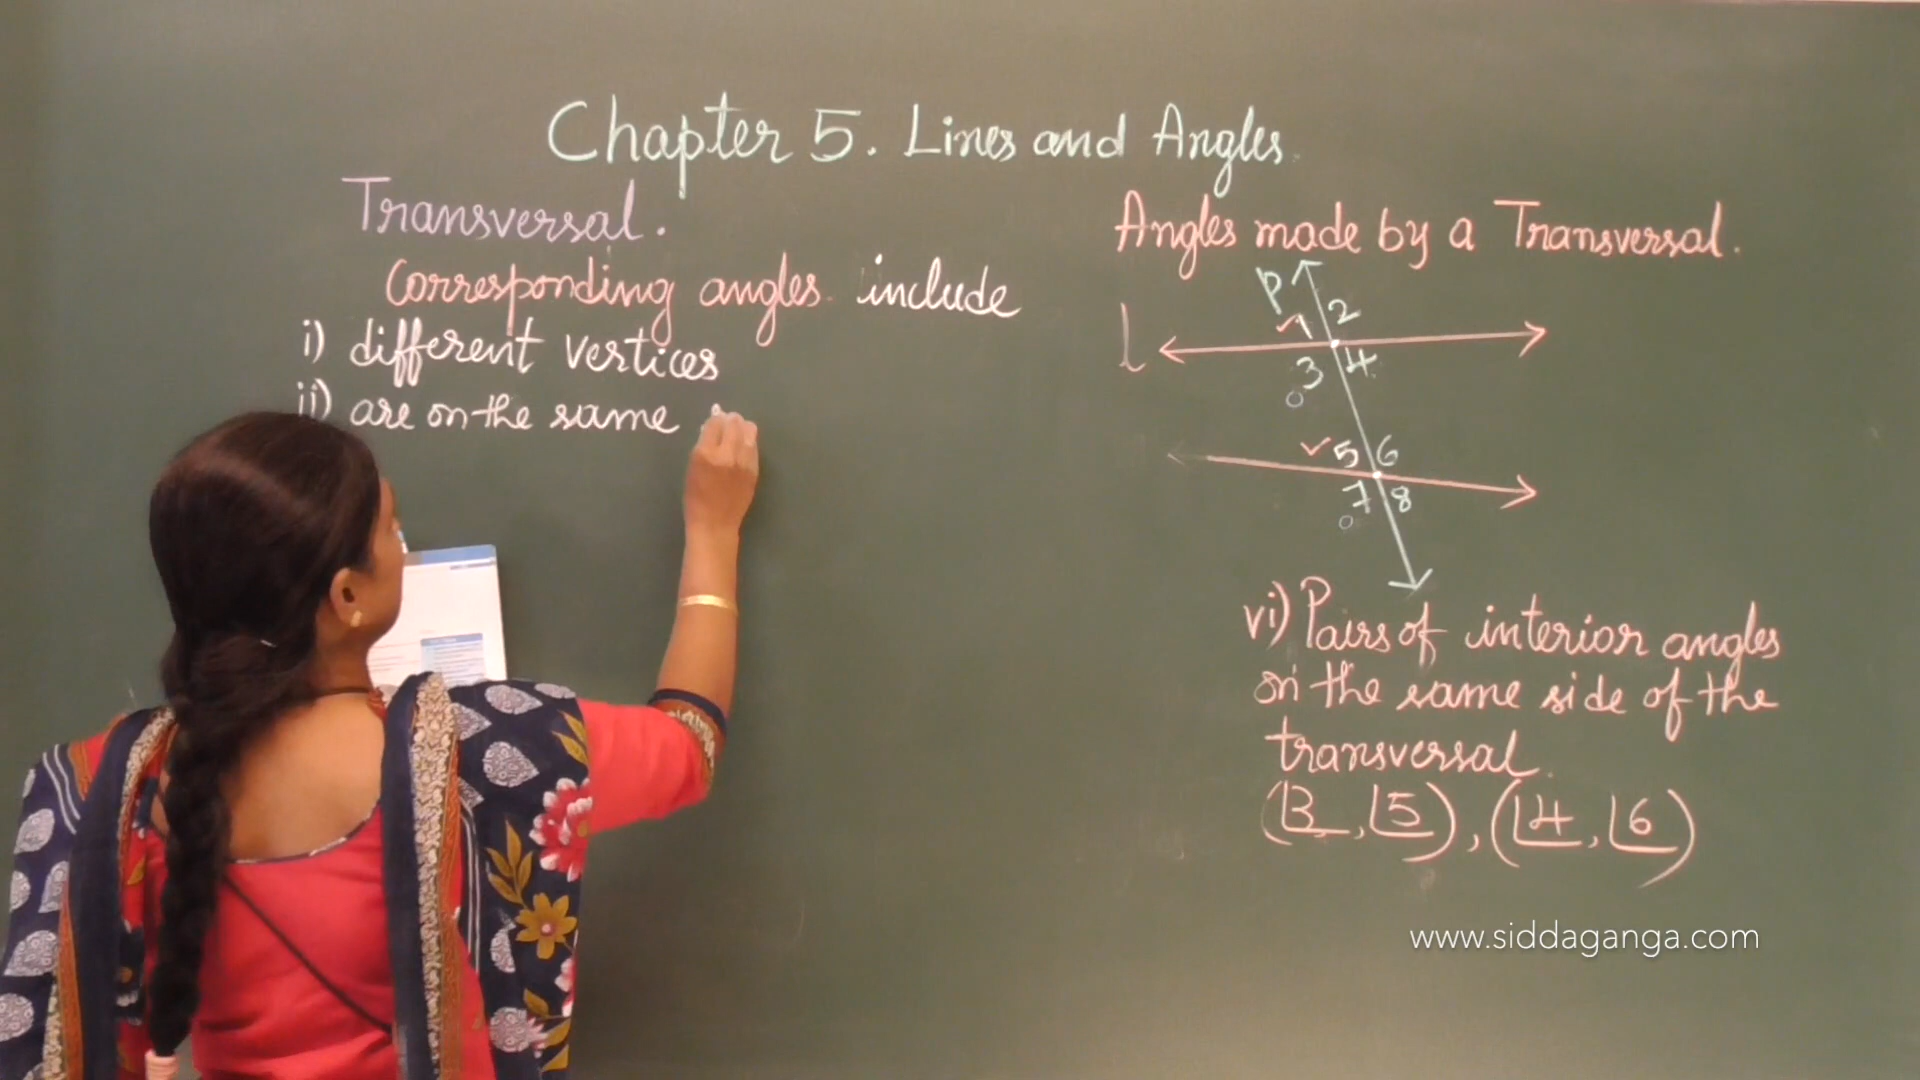 Chapter 5. Lines and Angles.
Transversal.
Corresponding angles include
i) different vertices
ii) are on the same
Angles made by a Transversal.
P
1 2
l
3 4
5 6
7 8
vi) Pairs of interior angles
on the same side of the
transversal.
(∠3, ∠5), (∠4, ∠6)
www.siddaganga.com